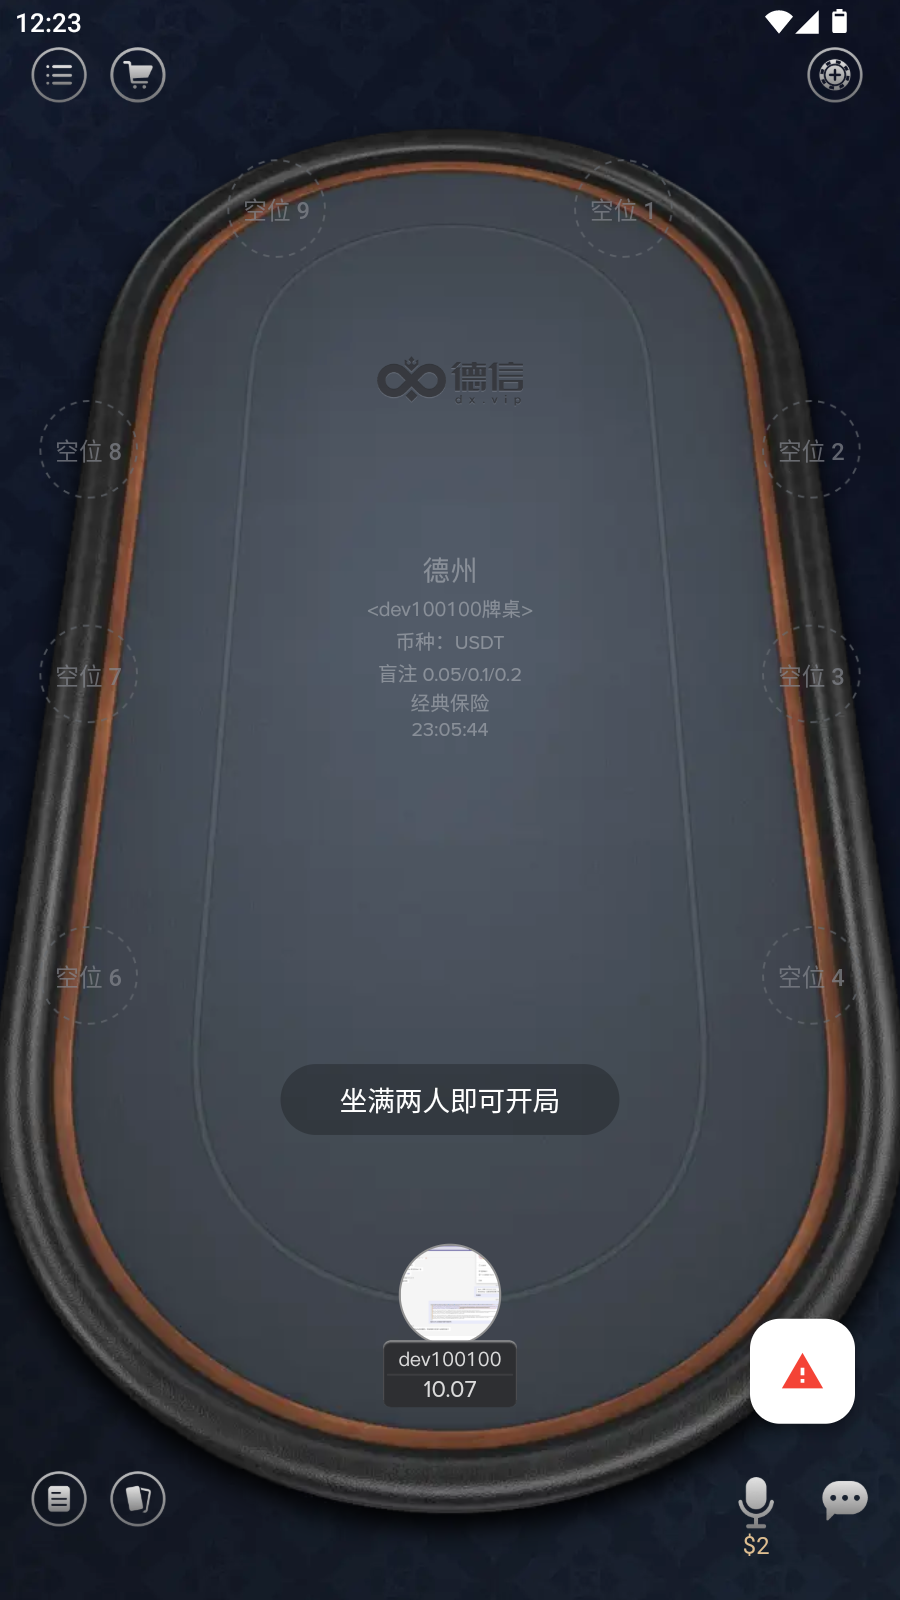 12:23
空位 9
空位 1
德信
dx.vip
空位 8
空位 2
德州
<dev100100牌桌>
币种：USDT
盲注 0.05/0.1/0.2
经典保险
23:05:44
空位 7
空位 3
空位 6
空位 4
坐满两人即可开局
dev100100
10.07
$2